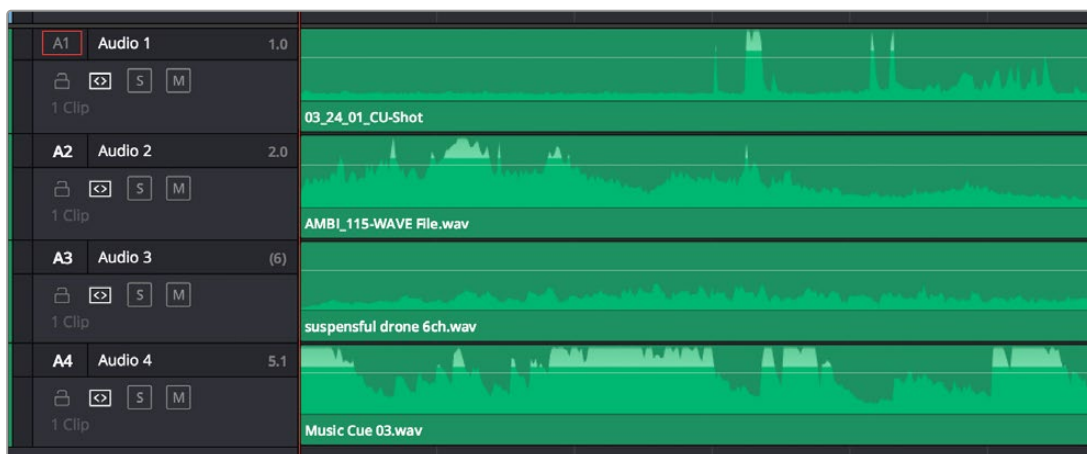 A1 Audio 1 1.0
S M
1 Clip
03_24_01_CU-Shot
A2 Audio 2 2.0
S M
1 Clip
AMBI_115-WAVE File.wav
A3 Audio 3 (6)
S M
1 Clip
suspensful drone 6ch.wav
A4 Audio 4 5.1
S M
1 Clip
Music Cue 03.wav